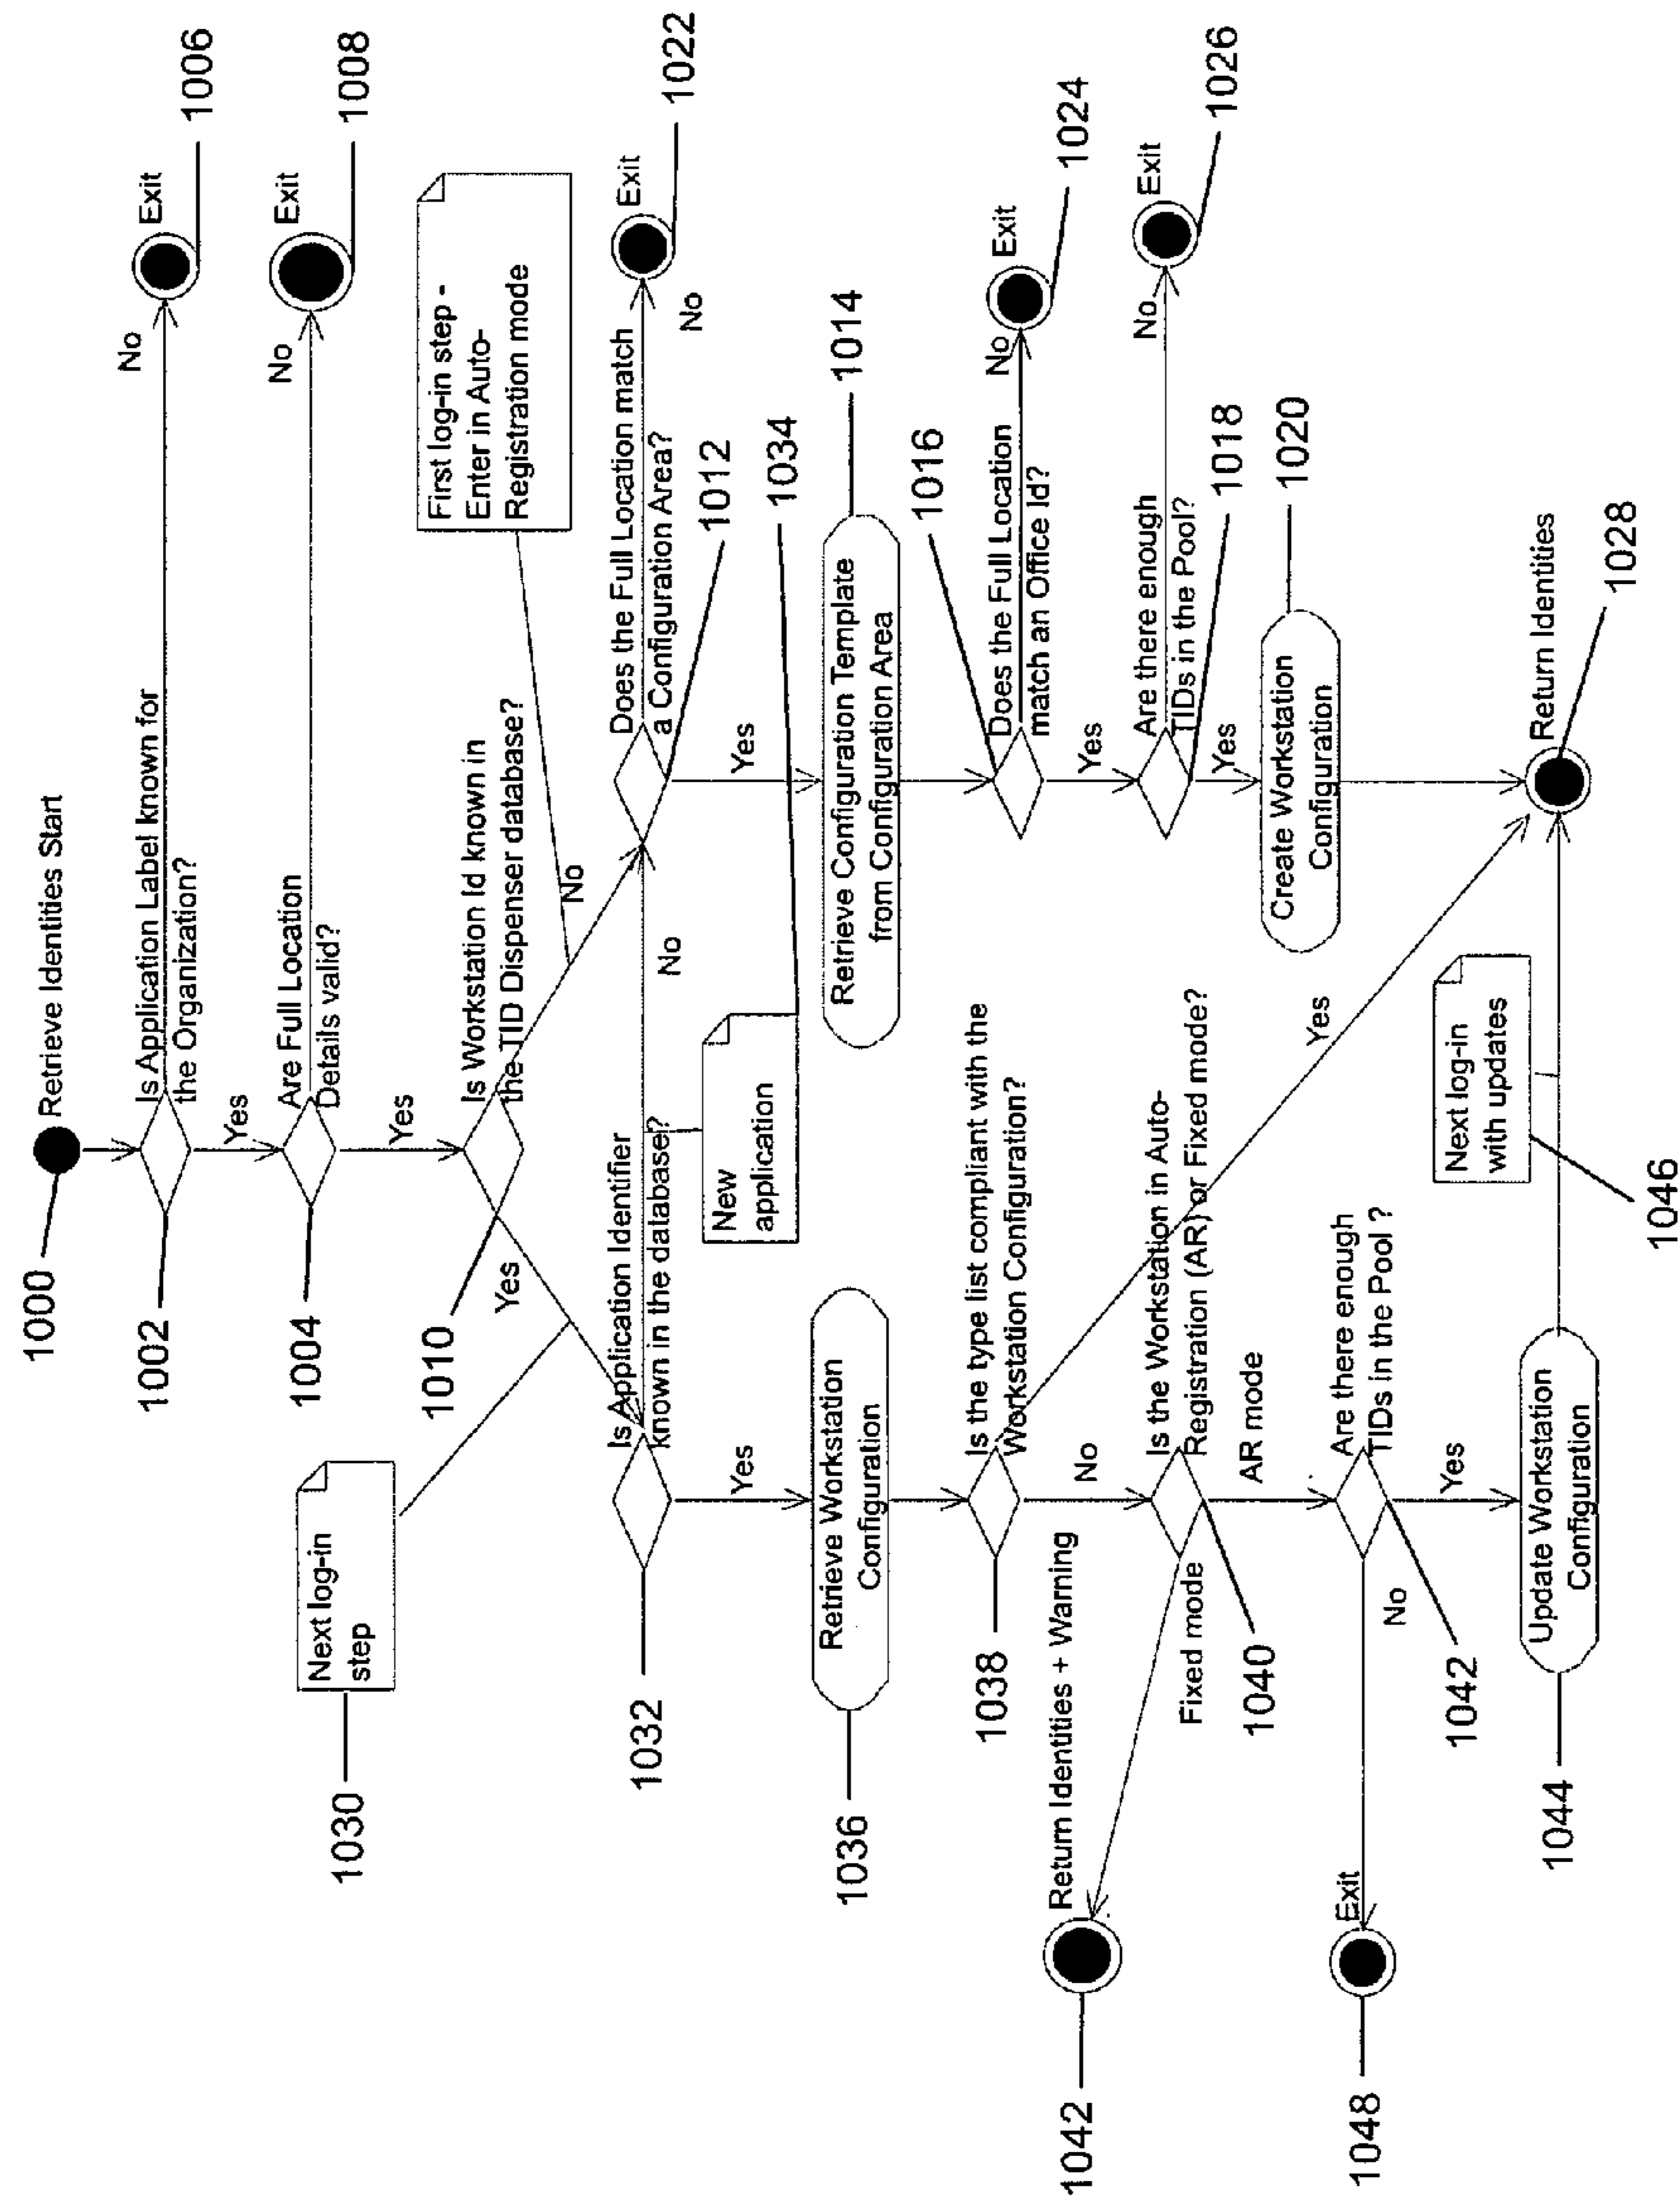 1000
Retrieve Identities Start
1002
Is Application Label known for
the Organization?
No
Exit
1006
Yes
1004
Are Full Location
Details valid?
No
Exit
1008
Yes
1030
Next log-in
step
1010
Is Workstation Id known in
the TID Dispenser database?
First log-in step -
Enter in Auto-
Registration mode
Yes
No
1032
Is Application Identifier
known in the database?
No
New
application
Does the Full Location match
a Configuration Area?
No
Exit
1022
1012
1034
Yes
Yes
1036
Retrieve Workstation
Configuration
Retrieve Configuration Template
from Configuration Area
1014
1016
1038
Is the type list compliant with the
Workstation Configuration?
Does the Full Location
match an Office Id?
No
Exit
1024
1042
Return Identities + Warning
No
Yes
Fixed mode
1040
Is the Workstation in Auto-
Registration (AR) or Fixed mode?
Are there enough
TIDs in the Pool?
No
Exit
1026
1018
AR mode
Yes
Yes
Create Workstation
Configuration
1020
1048
Exit
No
1042
Are there enough
TIDs in the Pool ?
Yes
Next log-in
with updates
1046
1044
Update Workstation
Configuration
Return Identities
1028